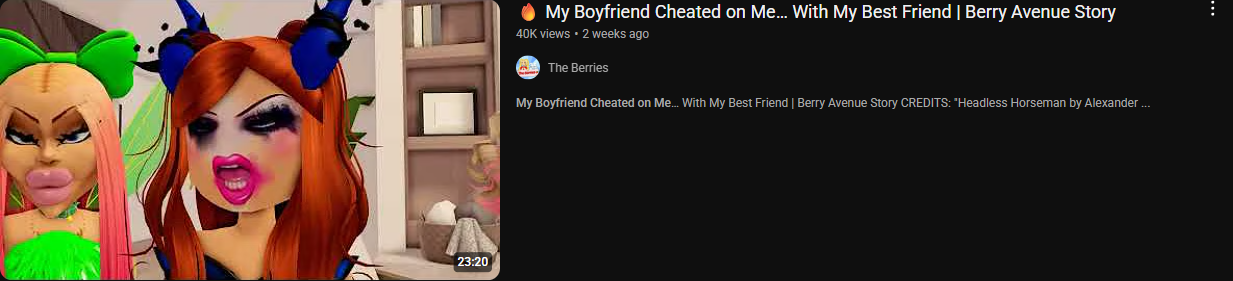 🔥 My Boyfriend Cheated on Me... With My Best Friend | Berry Avenue Story
40K views • 2 weeks ago
The Berries
My Boyfriend Cheated on Me... With My Best Friend | Berry Avenue Story CREDITS: "Headless Horseman by Alexander ...
23:20